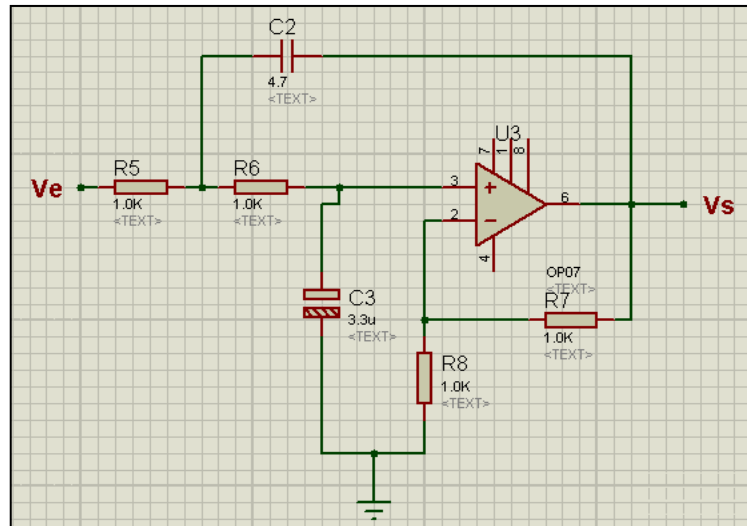 C2
4.7
<TEXT>
U3
7
1
8
R5
R6
Ve
1.0K
<TEXT>
1.0K
<TEXT>
3
2
6
4
Vs
OP07
<TEXT>
C3
3.3u
<TEXT>
R7
1.0K
<TEXT>
R8
1.0K
<TEXT>